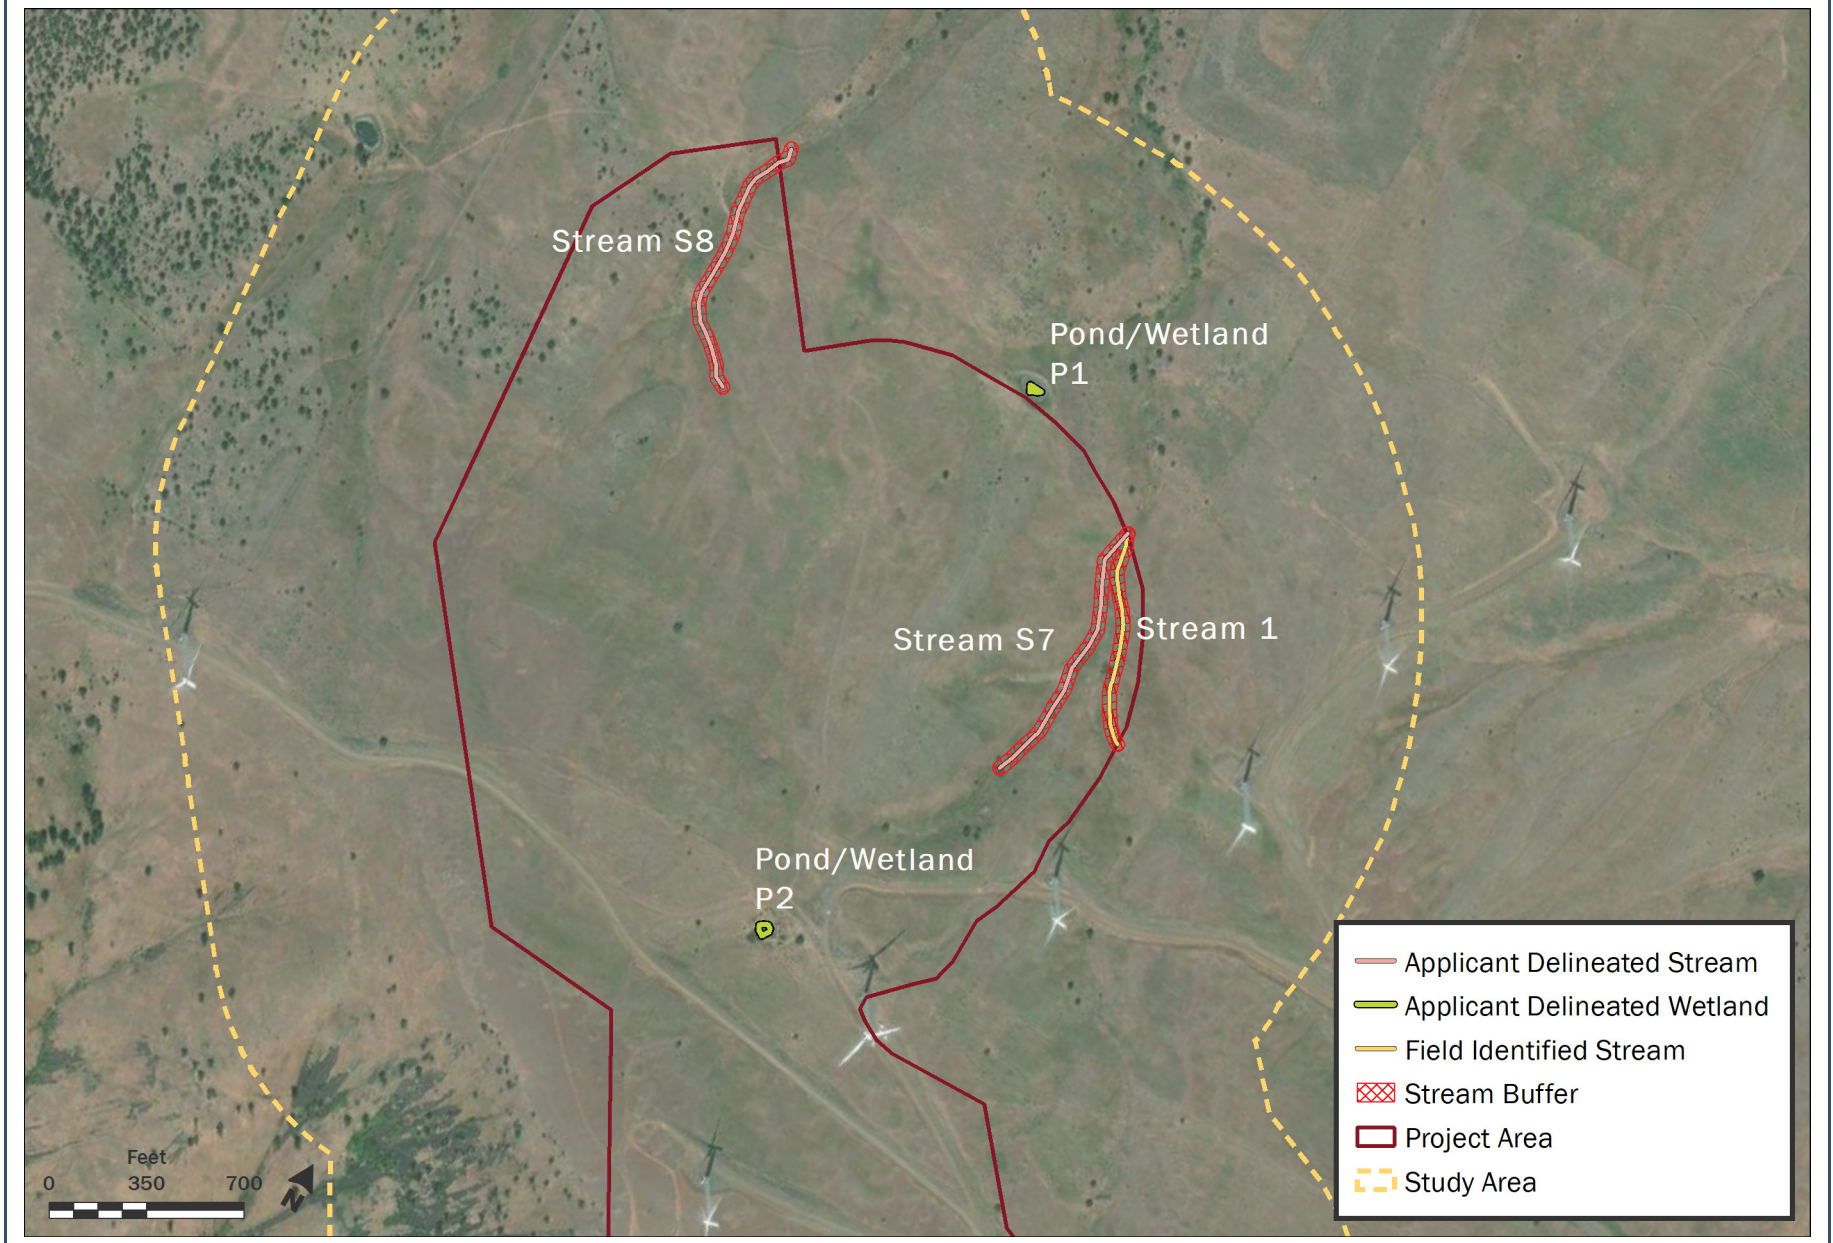 Stream S8
Pond/Wetland
P1
Stream S7
Stream 1
Pond/Wetland
P2
Applicant Delineated Stream
Applicant Delineated Wetland
Field Identified Stream
Stream Buffer
Project Area
Study Area
Feet
0 350 700
N